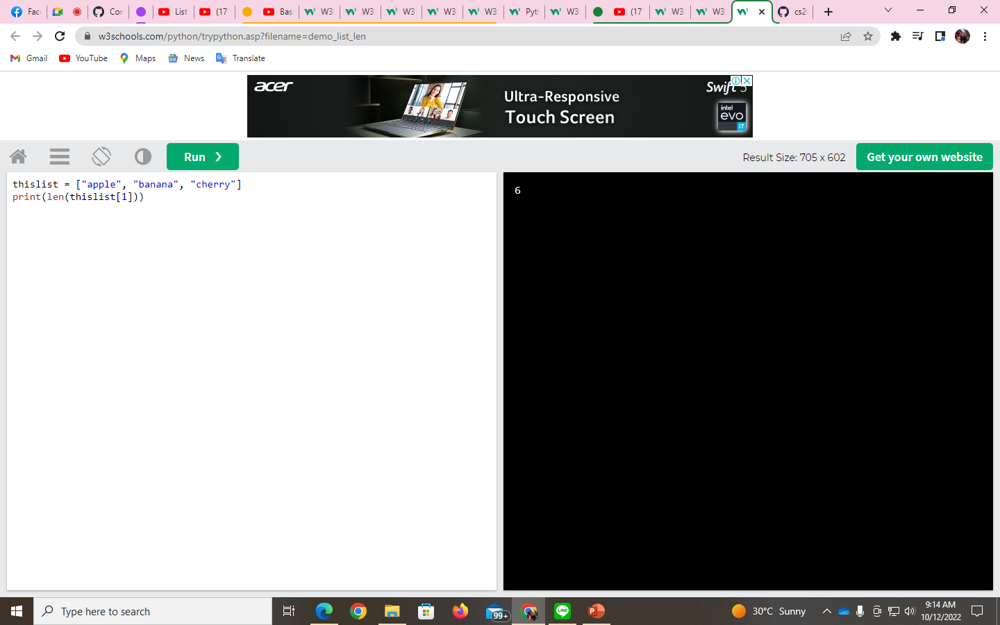 Fac
Cor
List
(17
Bas
W3
W3
W3
W3
W3
Pytl
W3
(17
W3
W3
cs2
w3schools.com/python/trypython.asp?filename=demo_list_len
Gmail
YouTube
Maps
News
Translate
acer
Ultra-Responsive
Touch Screen
Swift 5
intel
evo
i7
Run ❯
Result Size: 705 x 602
Get your own website
thislist = ["apple", "banana", "cherry"]
print(len(thislist[1]))
6
Type here to search
99+
LINE
30°C Sunny
9:14 AM
10/12/2022